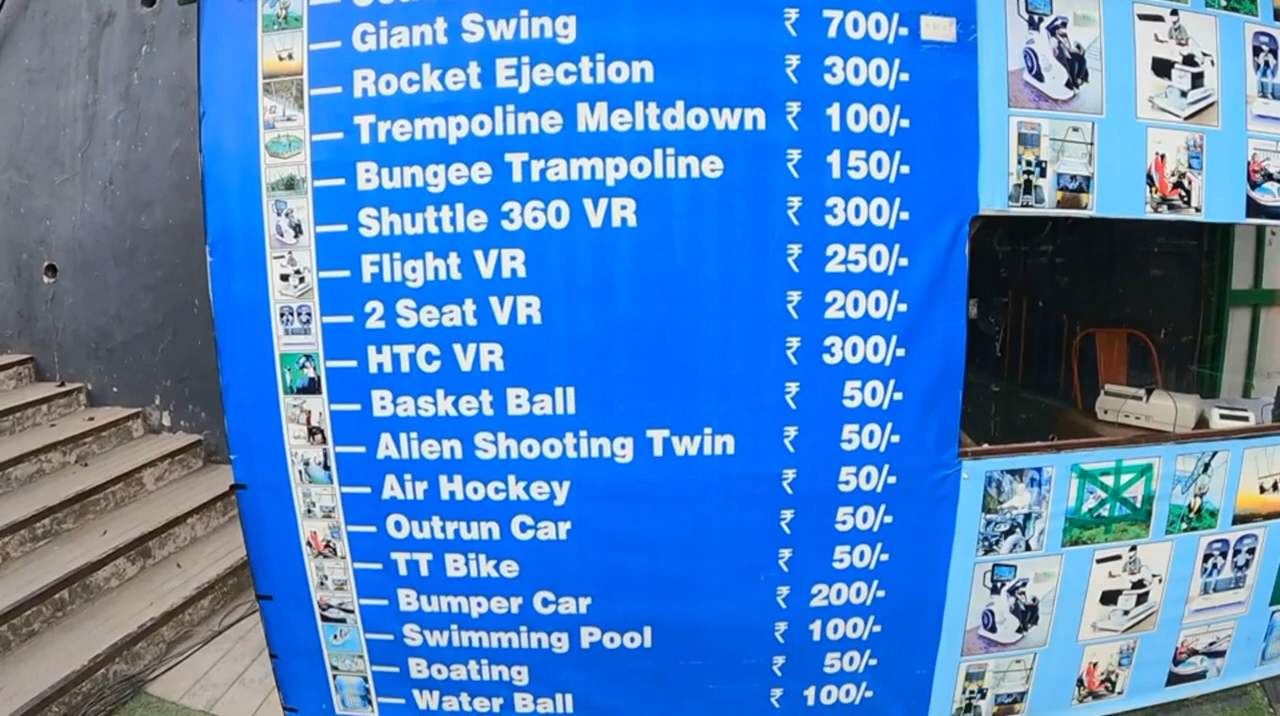 Giant Swing ₹ 700/-
Rocket Ejection ₹ 300/-
Trempoline Meltdown ₹ 100/-
Bungee Trampoline ₹ 150/-
Shuttle 360 VR ₹ 300/-
Flight VR ₹ 250/-
2 Seat VR ₹ 200/-
HTC VR ₹ 300/-
Basket Ball ₹ 50/-
Alien Shooting Twin ₹ 50/-
Air Hockey ₹ 50/-
Outrun Car ₹ 50/-
TT Bike ₹ 50/-
Bumper Car ₹ 200/-
Swimming Pool ₹ 100/-
Boating ₹ 50/-
Water Ball ₹ 100/-